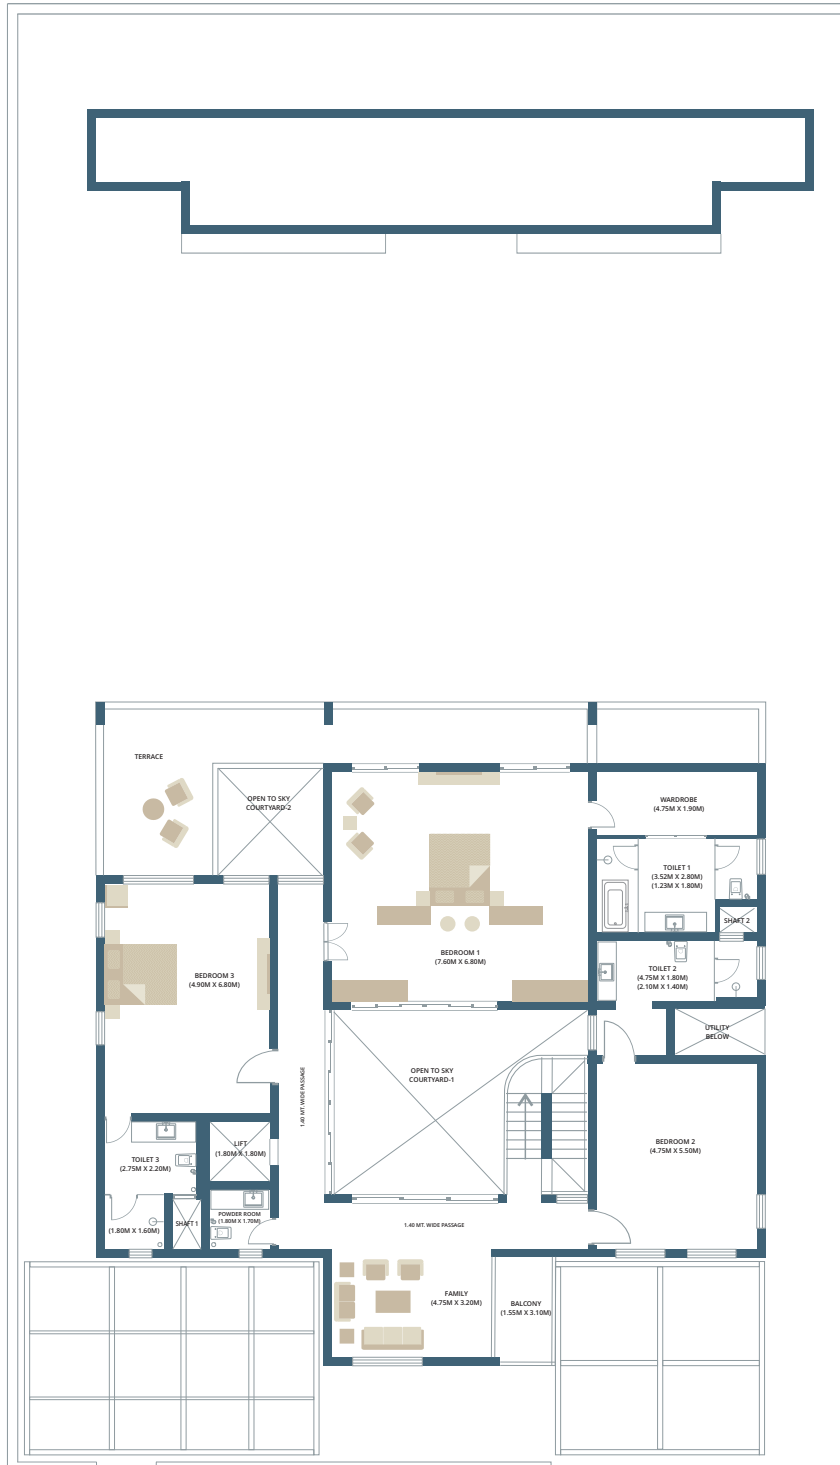 TERRACE
OPEN TO SKY
COURTYARD-2
WARDROBE
(4.75M X 1.90M)
TOILET 1
(3.52M X 2.80M)
(1.23M X 1.80M)
SHAFT 2
BEDROOM 1
(7.60M X 6.80M)
BEDROOM 3
(4.90M X 6.80M)
TOILET 2
(4.75M X 1.80M)
(2.10M X 1.40M)
UTILITY
BELOW
OPEN TO SKY
COURTYARD-1
1.40 MT. WIDE PASSAGE
LIFT
(1.80M X 1.80M)
BEDROOM 2
(4.75M X 5.50M)
TOILET 3
(2.75M X 2.20M)
POWDER ROOM
(1.80M X 1.70M)
SHAFT 1
(1.80M X 1.60M)
1.40 MT. WIDE PASSAGE
FAMILY
(4.75M X 3.20M)
BALCONY
(1.55M X 3.10M)